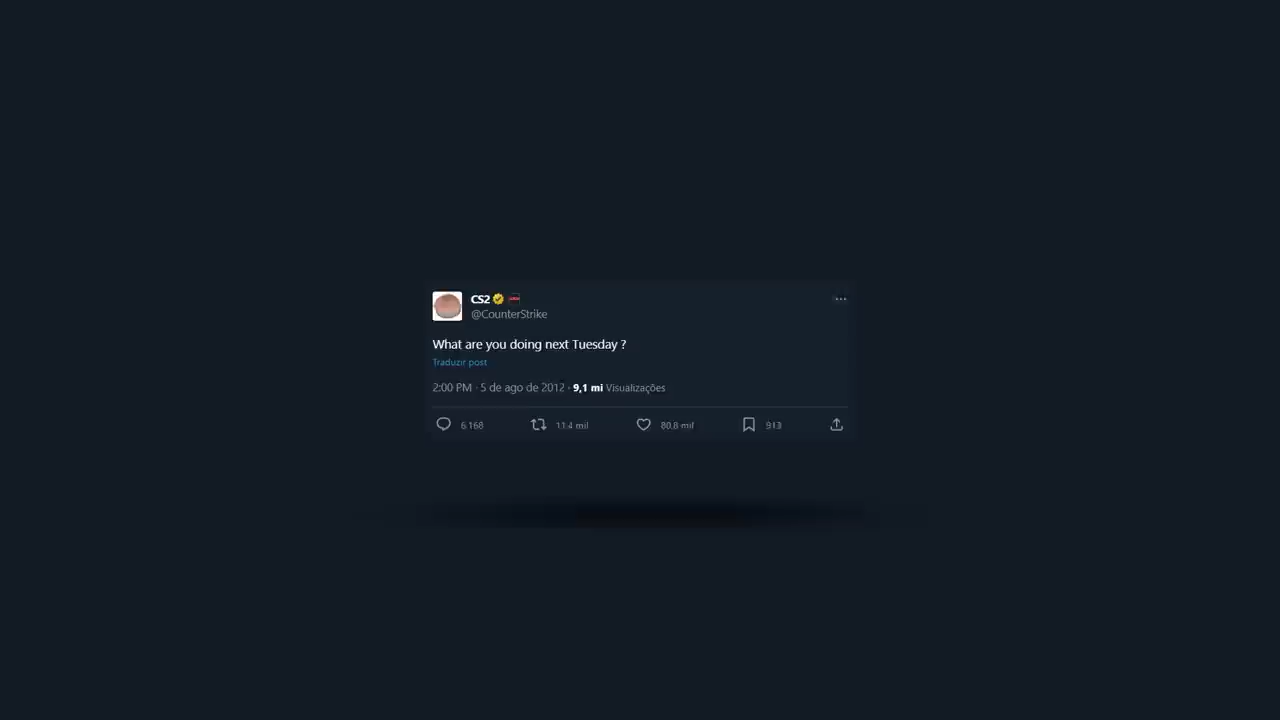 CS2
@CounterStrike
What are you doing next Tuesday ?
Traduzir post
2:00 PM · 5 de ago de 2012 · 9,1 mi Visualizações
6.168 11,4 mil 80,8 mil 913